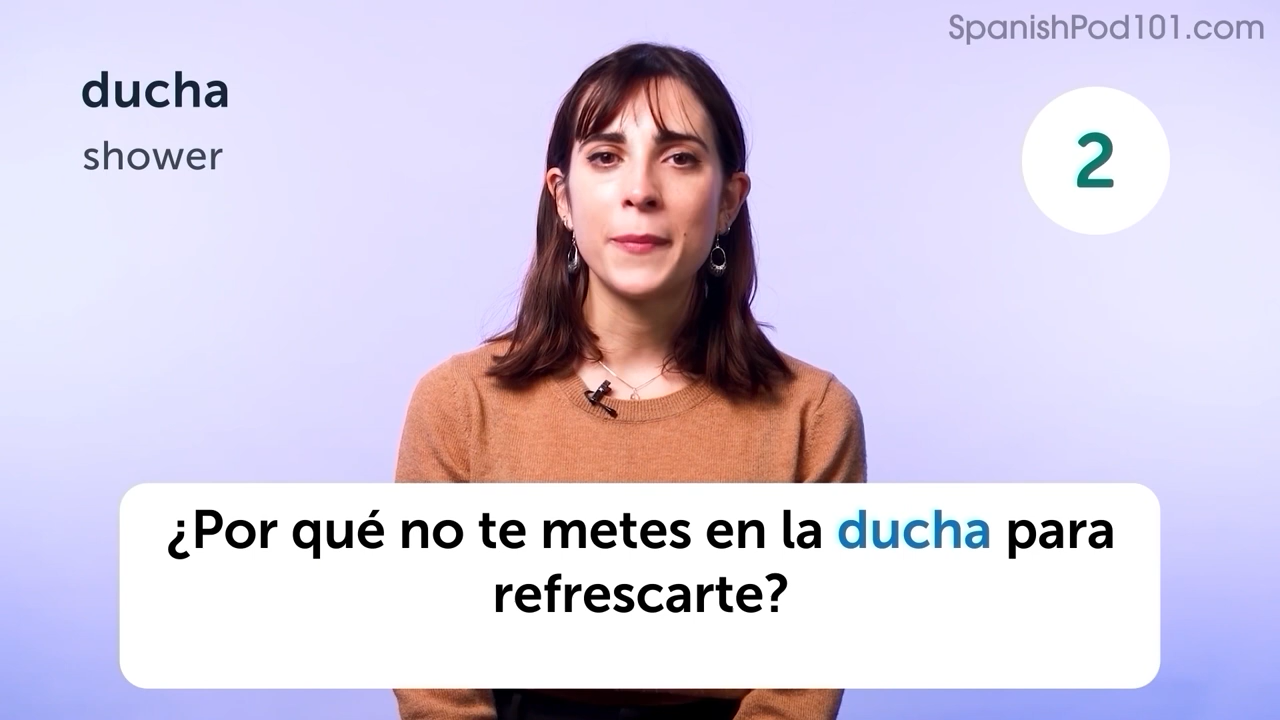 SpanishPod101.com
ducha
shower
2
¿Por qué no te metes en la ducha para
refrescarte?